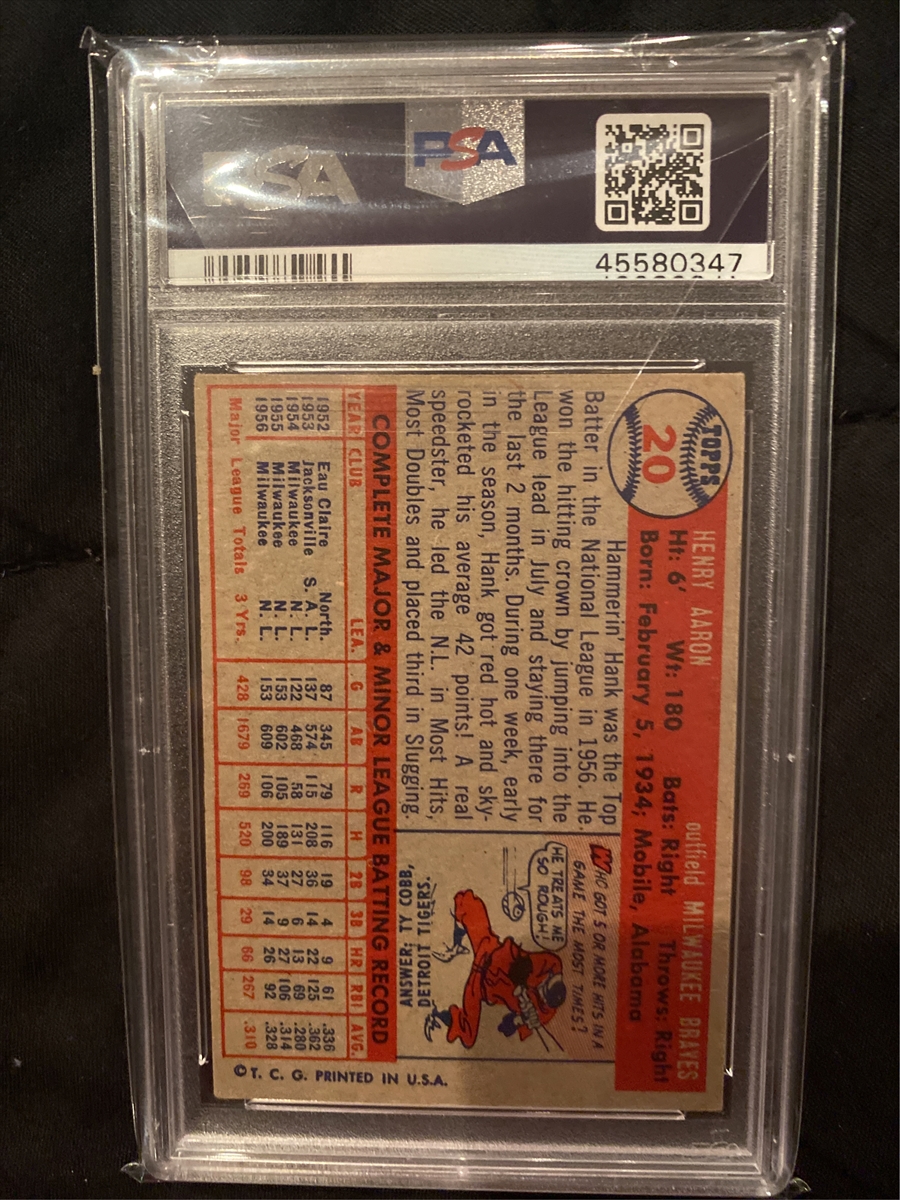 PSA
PSA
45580347
TOPPS
20
HENRY AARON
outfield MILWAUKEE BRAVES
Ht: 6' Wt: 180 Bats: Right Throws: Right
Born: February 5, 1934; Mobile, Alabama
Hammerin' Hank was the Top
Batter in the National League in 1956. He
won the hitting crown by jumping into the
League lead in July and staying there for
the last 2 months. During one week, early
in the season, Hank got red hot and sky-
rocketed his average 42 points! A real
speedster, he led the N.L. in Most Hits,
Most Doubles and placed third in Slugging.
WHO GOT 5 OR MORE HITS IN A
GAME THE MOST TIMES?
HE TREATS ME
SO ROUGH!
ANSWER: TY COBB,
DETROIT TIGERS.
COMPLETE MAJOR & MINOR LEAGUE BATTING RECORD
YEAR CLUB LEA. G AB R H 2B 3B HR RBI AVG.
1952 Eau Claire North. 87 345 79 116 19 4 9 61 .336
1953 Jacksonville S. A. L. 137 574 115 208 36 14 22 125 .362
1954 Milwaukee N. L. 122 468 58 131 27 6 13 69 .280
1955 Milwaukee N. L. 153 602 105 189 37 9 27 106 .314
1956 Milwaukee N. L. 153 609 106 200 34 14 26 92 .328
Major League Totals 3 Yrs. 428 1679 269 520 98 29 66 267 .310
© T. C. G. PRINTED IN U.S.A.